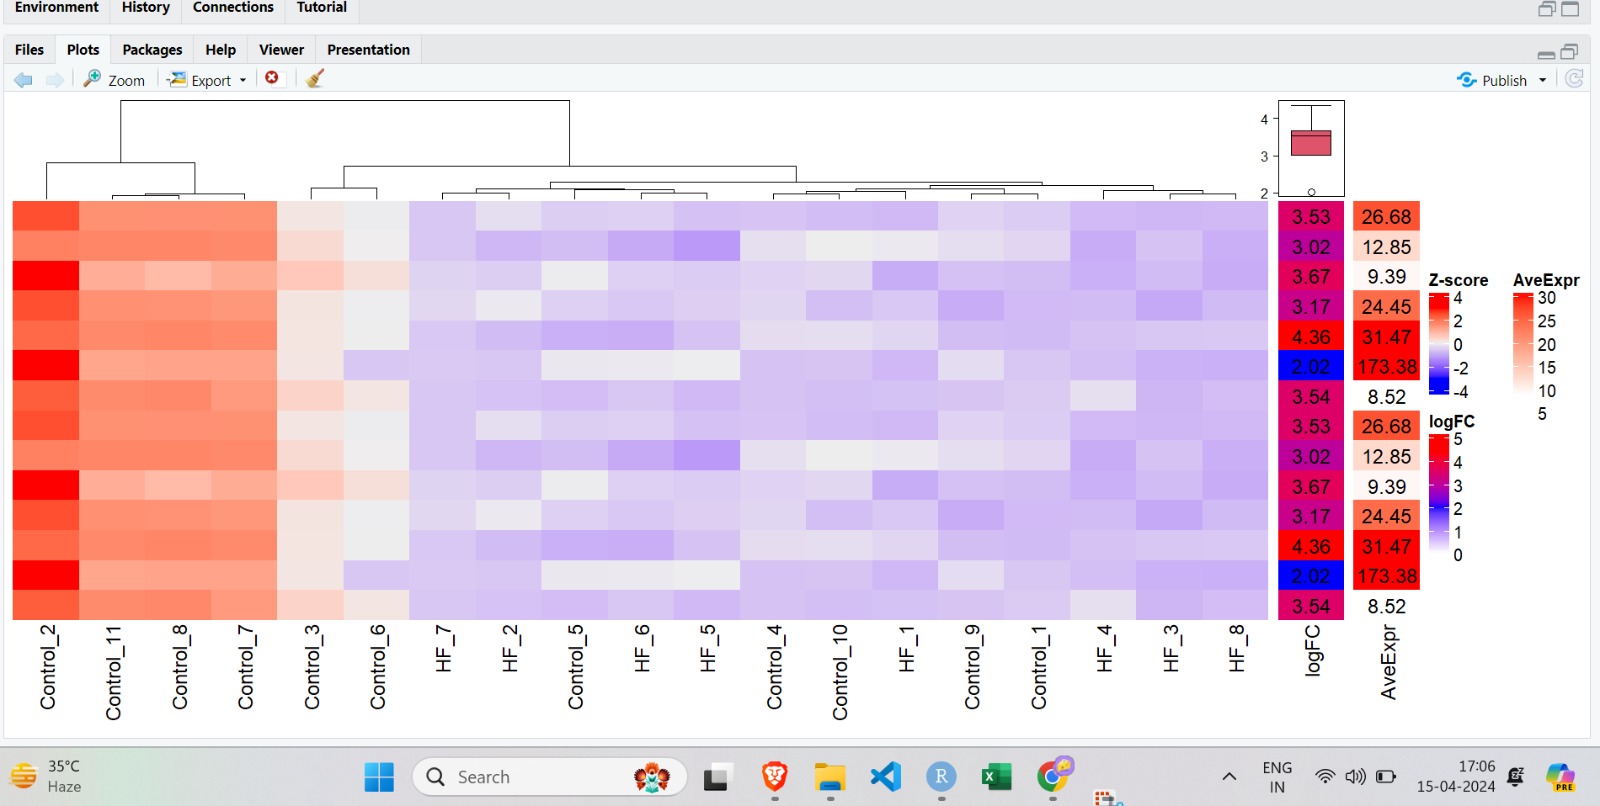 Environment History Connections Tutorial
Files Plots Packages Help Viewer Presentation
Zoom Export Publish
4
3
2
3.53 26.68
3.02 12.85
3.67 9.39
3.17 24.45
4.36 31.47
2.02 173.38
3.54 8.52
3.53 26.68
3.02 12.85
3.67 9.39
3.17 24.45
4.36 31.47
2.02 173.38
3.54 8.52
Z-score
4
2
0
-2
-4
AveExpr
30
25
20
15
10
5
logFC
5
4
3
2
1
0
Control_2
Control_11
Control_8
Control_7
Control_3
Control_6
HF_7
HF_2
Control_5
HF_6
HF_5
Control_4
Control_10
HF_1
Control_9
Control_1
HF_4
HF_3
HF_8
logFC
AveExpr
35°C
Haze
Search
R
X
ENG
IN
17:06
15-04-2024
PRE